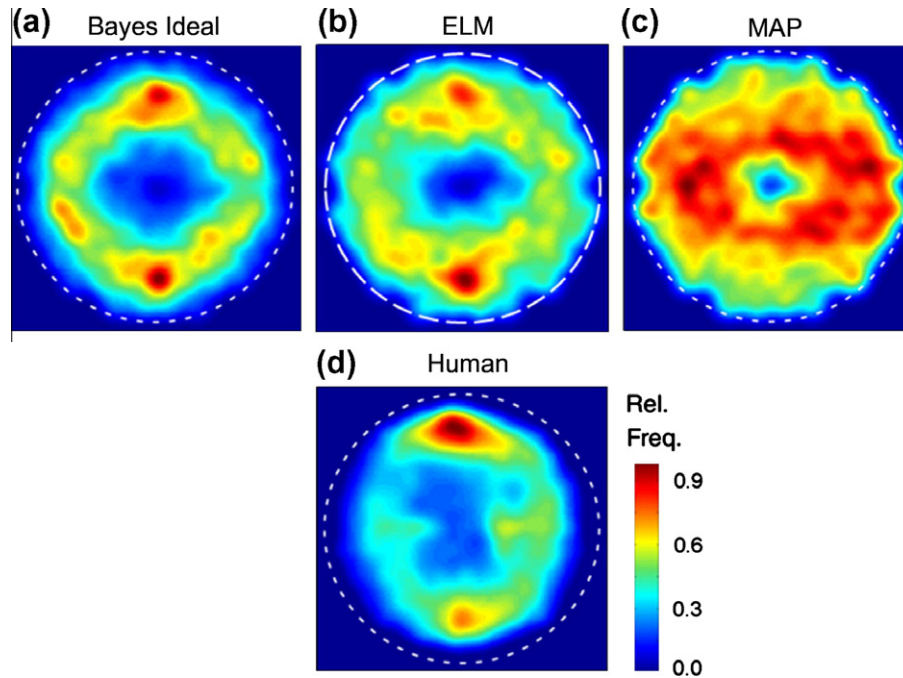 (a) Bayes Ideal
(b) ELM
(c) MAP
(d) Human
Rel.
Freq.
0.9
0.6
0.3
0.0